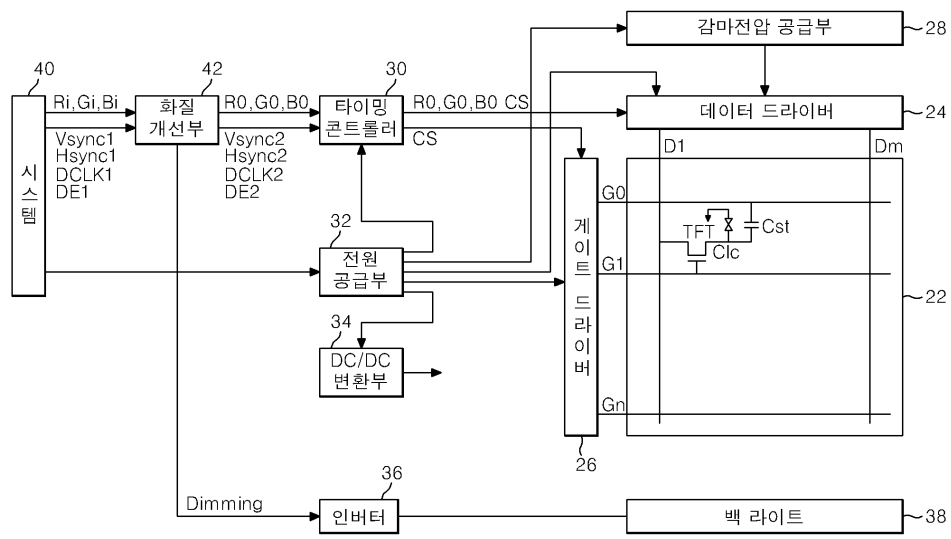 감마전압 공급부
28
40
42
30
Ri,Gi,Bi
화질
개선부
R0,G0,B0
타이밍
콘트롤러
R0,G0,B0 CS
데이터 드라이버
24
Vsync1
Hsync1
DCLK1
DE1
Vsync2
Hsync2
DCLK2
DE2
CS
D1
Dm
시스템
게이트 드라이버
G0
TFT
Clc
Cst
G1
32
전원
공급부
22
34
DC/DC
변환부
Gn
26
Dimming
36
인버터
백 라이트
38